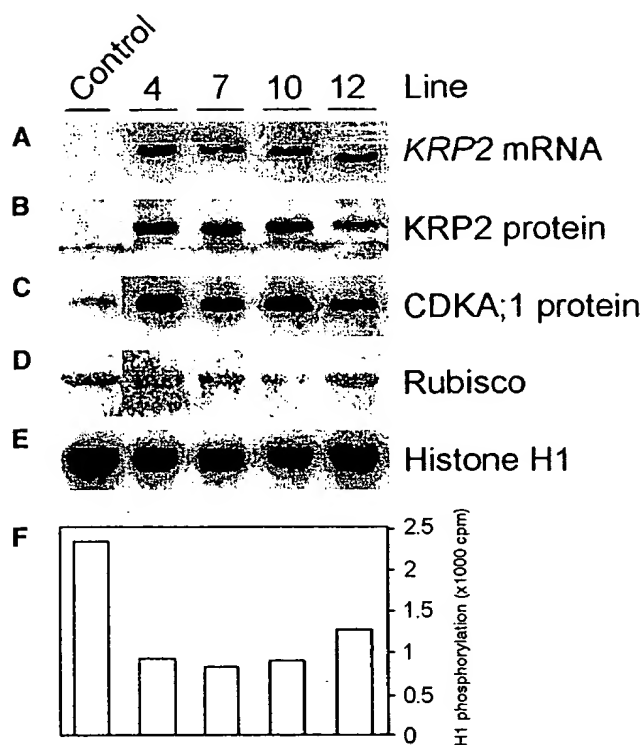 Control 4 7 10 12 Line
A KRP2 mRNA
B KRP2 protein
C CDKA;1 protein
D Rubisco
E Histone H1
F
2.5
2
1.5
1
0.5
0
H1 phosphorylation (x1000 cpm)